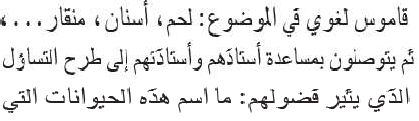 قاموس لغوي في الموضوع: لحم، أسنان، منقار...،
ثم يتوصلون بمساعدة أستاذهم وأستاذتهم إلى طرح التساؤل
الذي يثير فضولهم: ما اسم هذه الحيوانات التي